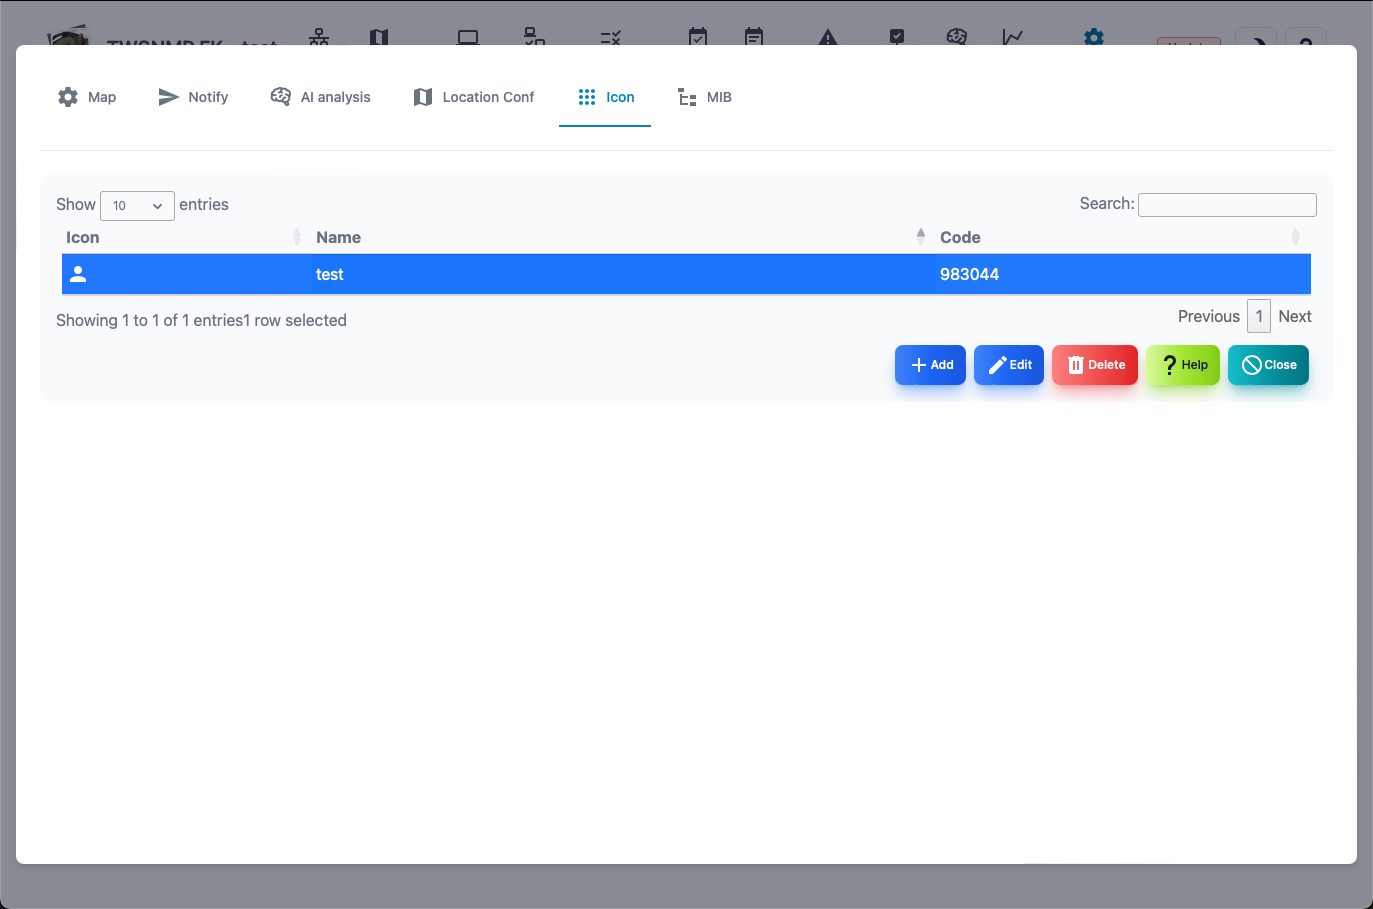 Map Notify AI analysis Location Conf Icon MIB
Show 10 entries Search:
Icon Name Code
test 983044
Showing 1 to 1 of 1 entries1 row selected Previous 1 Next
Add Edit Delete Help Close